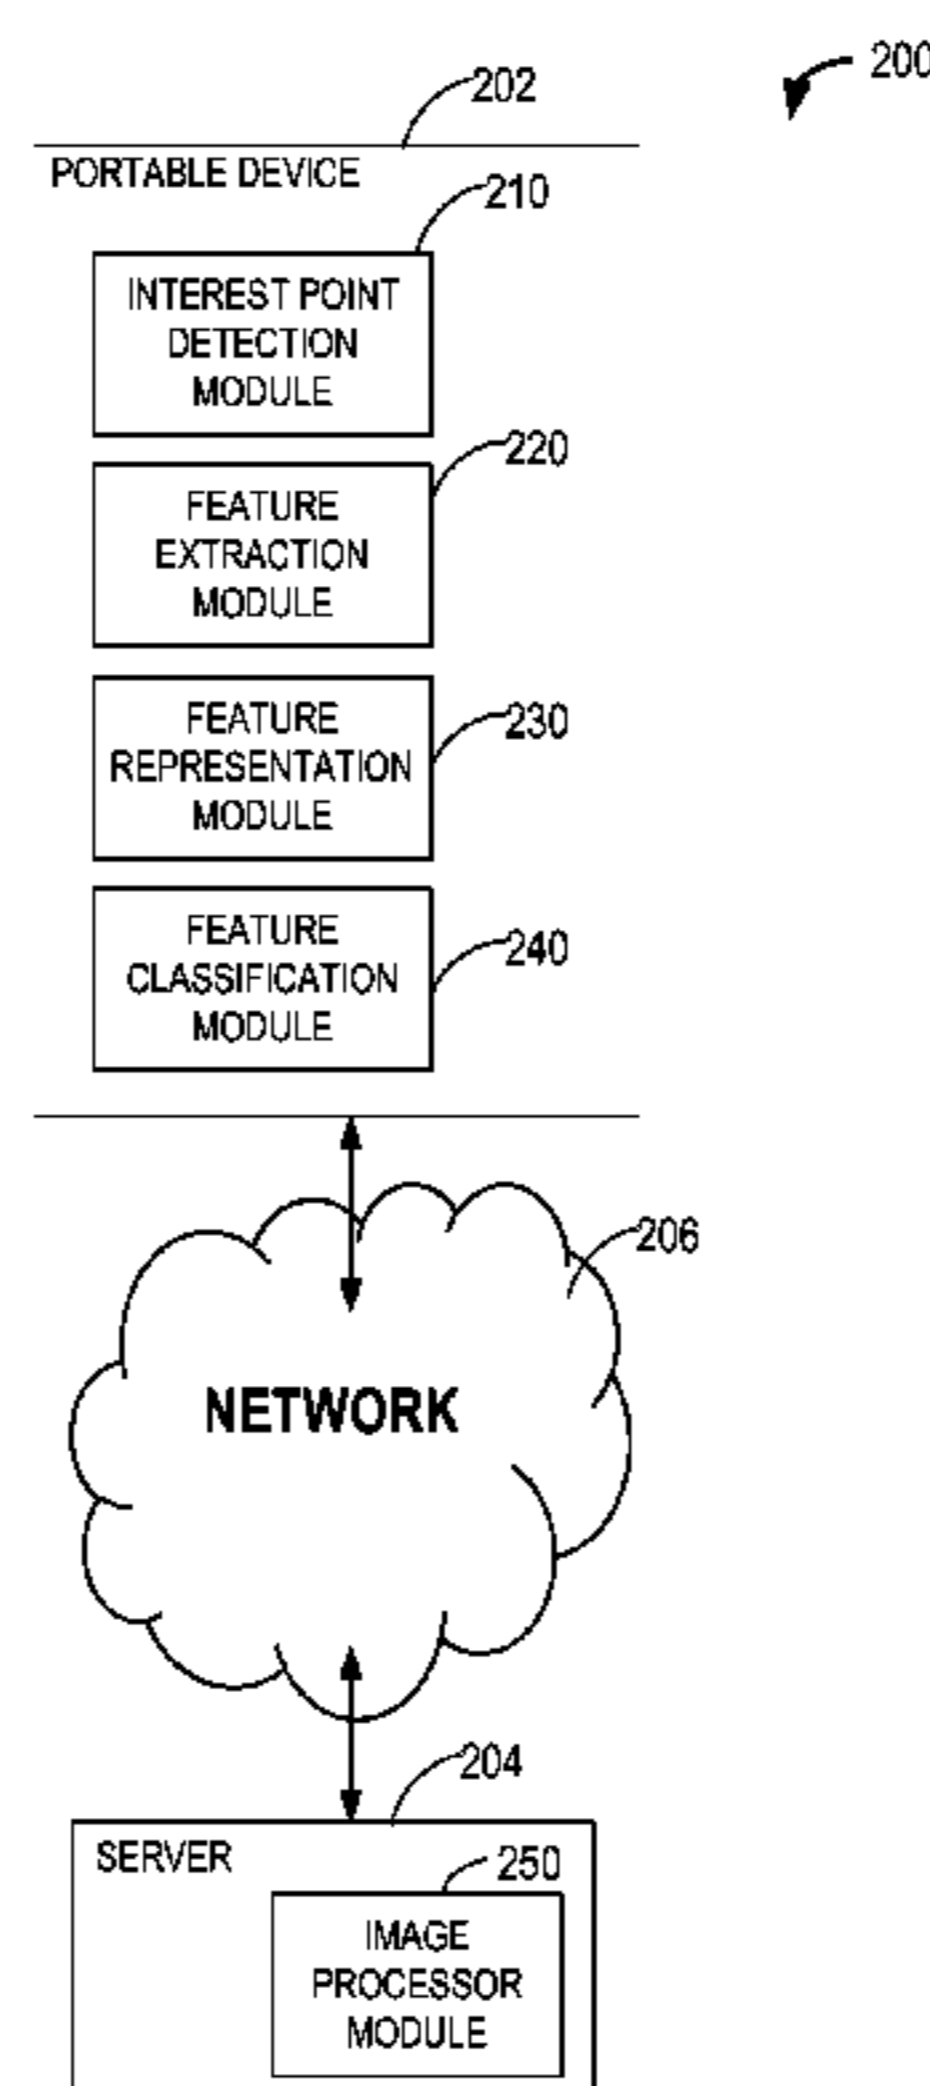 200
202
PORTABLE DEVICE
210
INTEREST POINT
DETECTION
MODULE
220
FEATURE
EXTRACTION
MODULE
230
FEATURE
REPRESENTATION
MODULE
240
FEATURE
CLASSIFICATION
MODULE
206
NETWORK
204
SERVER
250
IMAGE
PROCESSOR
MODULE